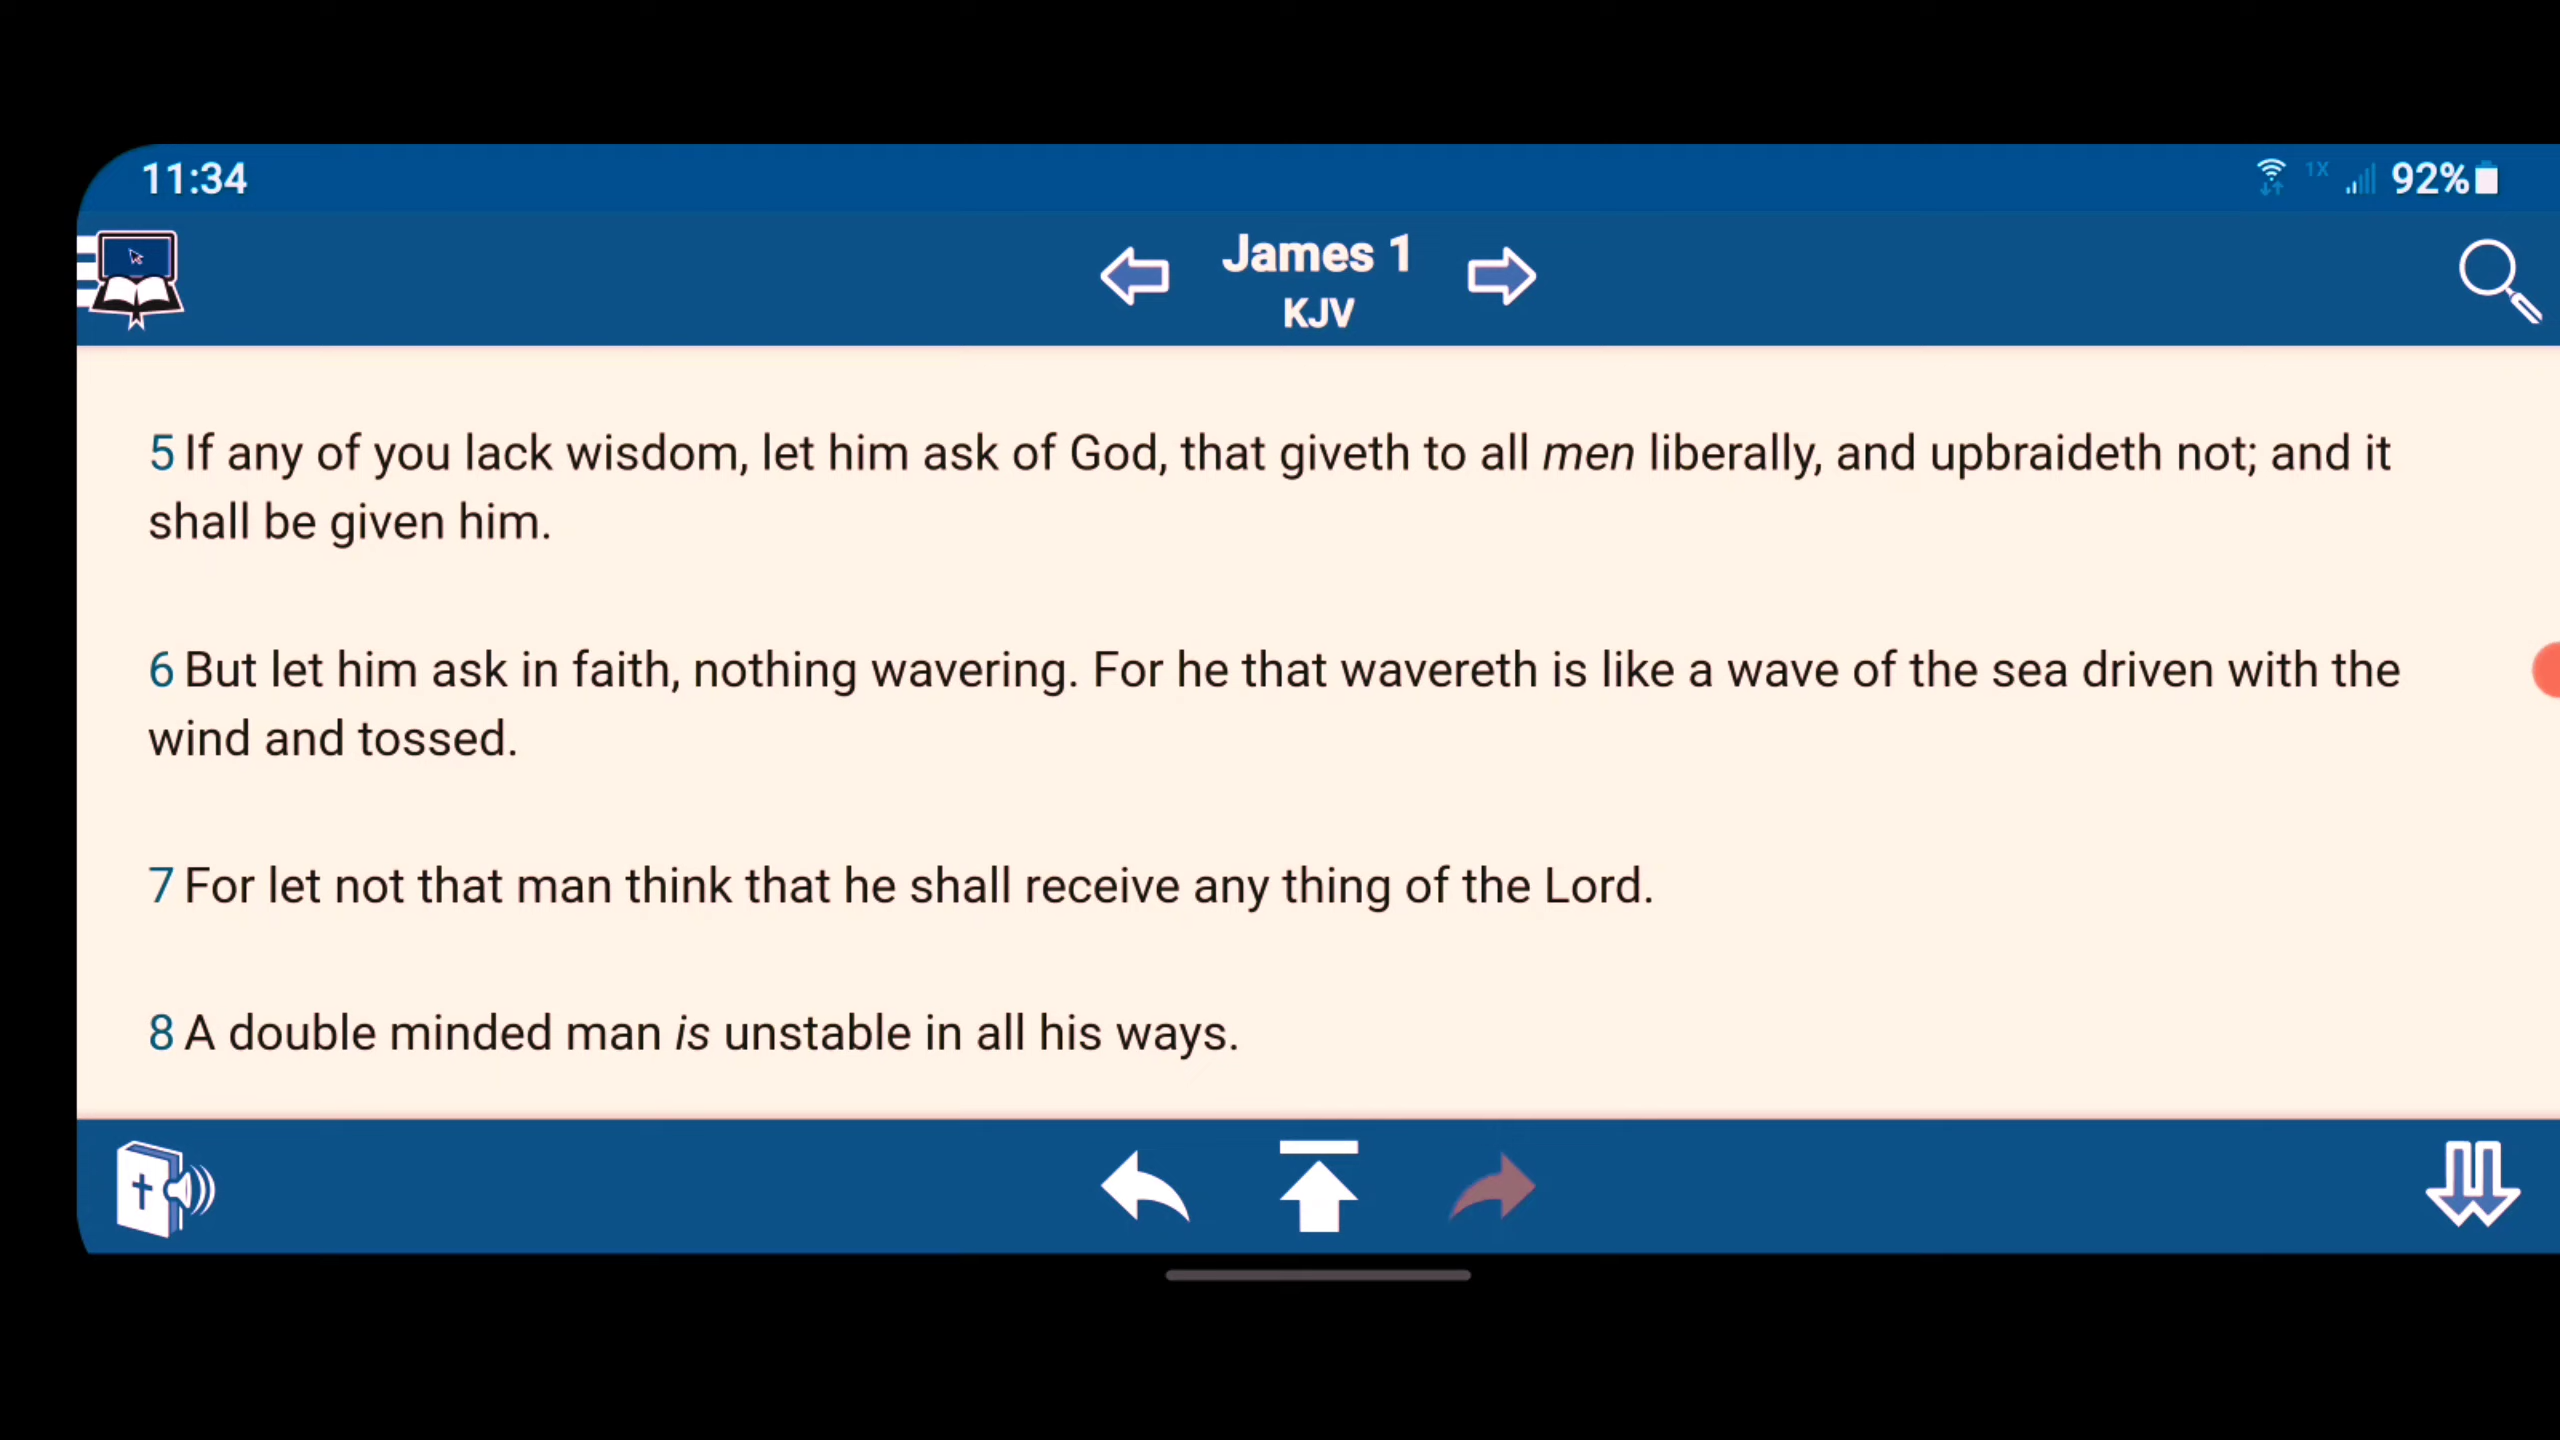 11:34
1X 92%
James 1
KJV
5 If any of you lack wisdom, let him ask of God, that giveth to all men liberally, and upbraideth not; and it
shall be given him.
6 But let him ask in faith, nothing wavering. For he that wavereth is like a wave of the sea driven with the
wind and tossed.
7 For let not that man think that he shall receive any thing of the Lord.
8 A double minded man is unstable in all his ways.